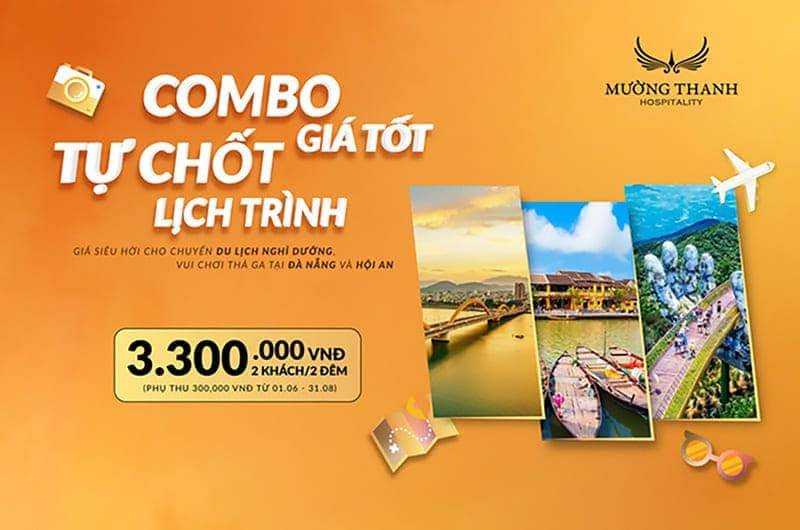 MƯỜNG THANH
HOSPITALITY
COMBO
GIÁ TỐT
TỰ CHỐT
LỊCH TRÌNH
GIÁ SIÊU HỜI CHO CHUYẾN DU LỊCH NGHỈ DƯỠNG,
VUI CHƠI THẢ GA TẠI ĐÀ NẴNG VÀ HỘI AN
3.300.000 VNĐ
2 KHÁCH/2 ĐÊM
(PHỤ THU 300,000 VNĐ TỪ 01.06 - 31.08)